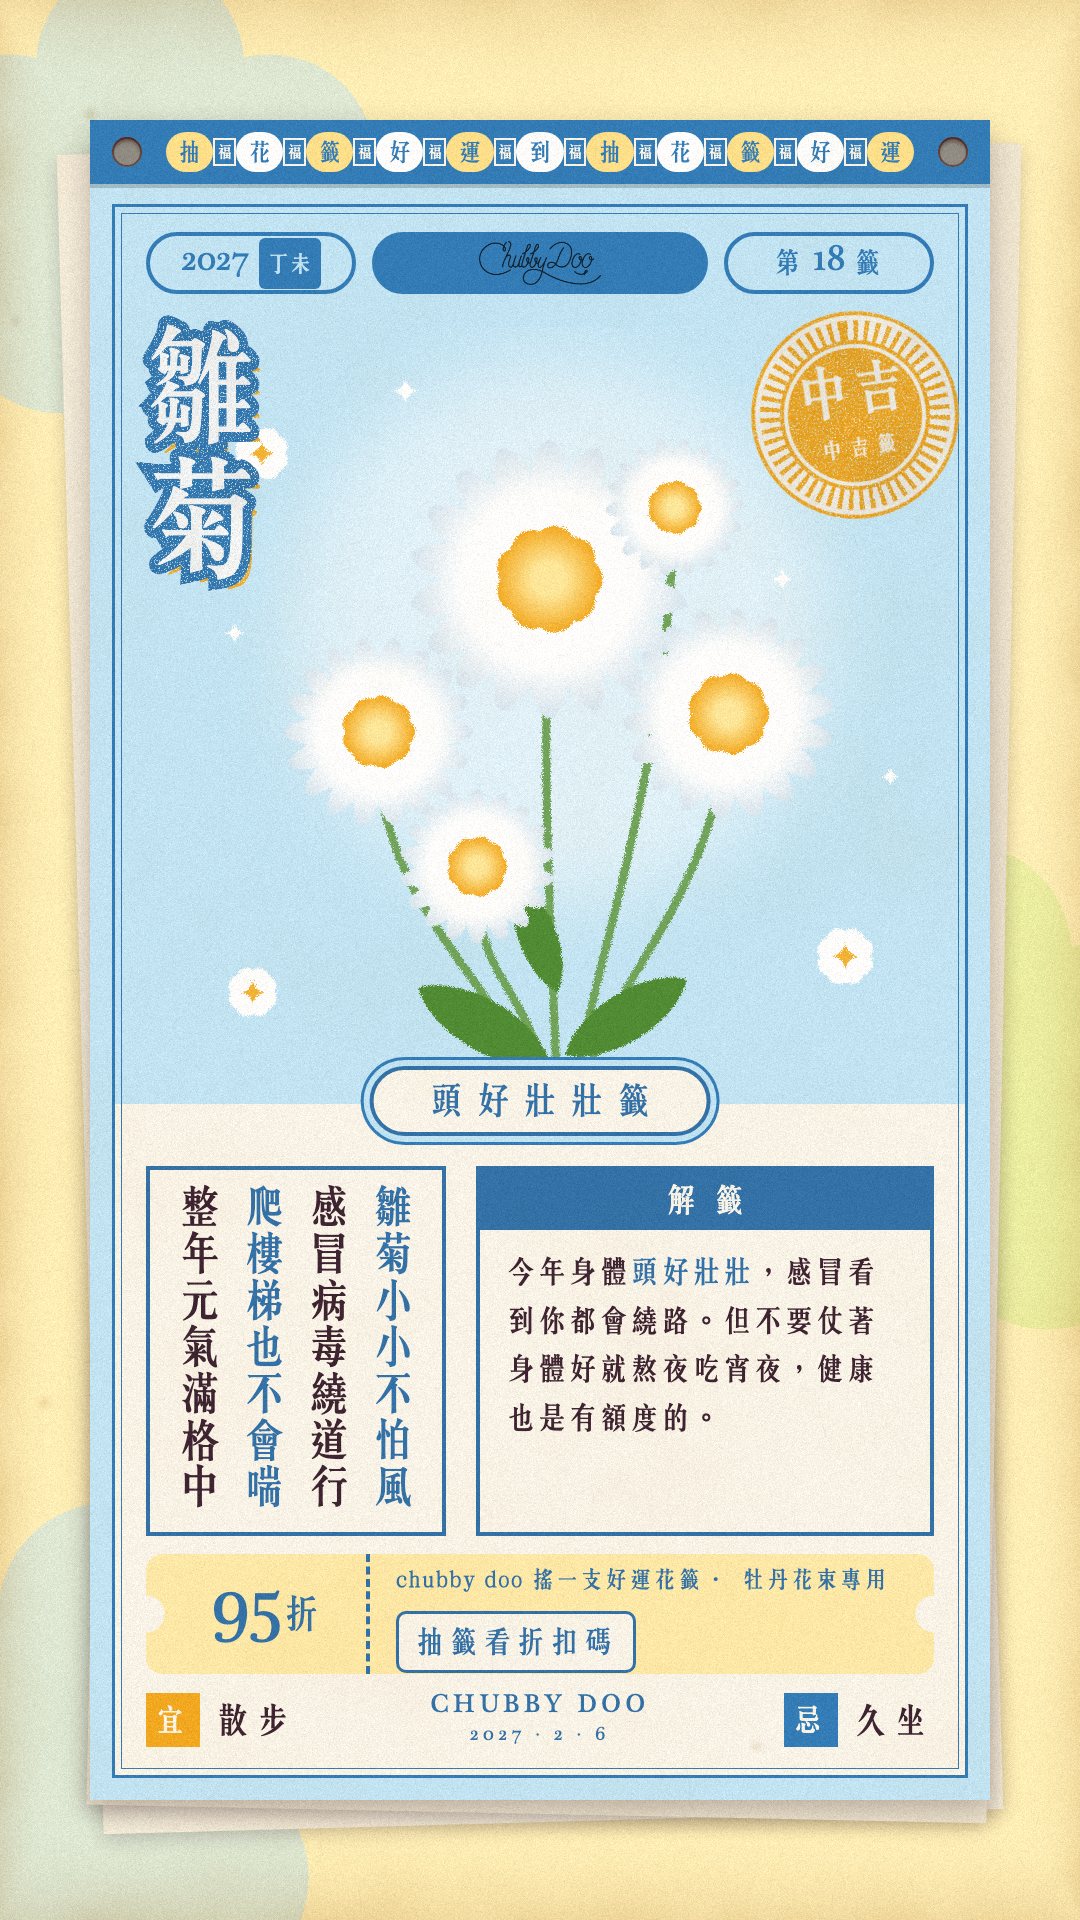 抽福花福籤福好福運福到福抽福花福籤福好福運
2027 丁未
Chubby Doo
第 18 籤
雛菊
中吉
中吉籤
頭好壯壯籤
雛菊小小不怕風
感冒病毒繞道行
爬樓梯也不會喘
整年元氣滿格中
解籤
今年身體頭好壯壯，感冒看
到你都會繞路。但不要仗著
身體好就熬夜吃宵夜，健康
也是有額度的。
95折
chubby doo 搖一支好運花籤· 牡丹花束專用
抽籤看折扣碼
宜 散步
CHUBBY DOO
2027 · 2 · 6
忌 久坐